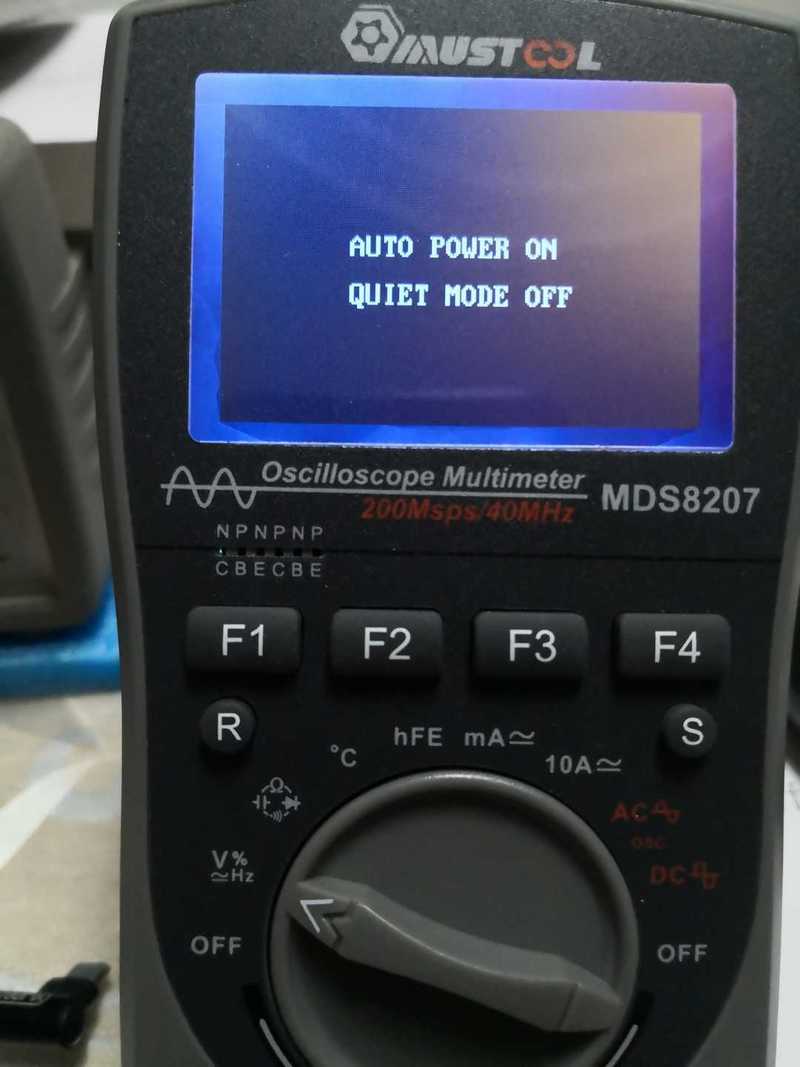 MUSTOOL
AUTO POWER ON
QUIET MODE OFF
Oscilloscope Multimeter
200Msps/40MHz
MDS8207
NPNPNP
CBECBE
F1 F2 F3 F4
R S
°C hFE mA≃ 10A≃
Ω
AC
OSC
DC
V%
≃Hz
OFF OFF